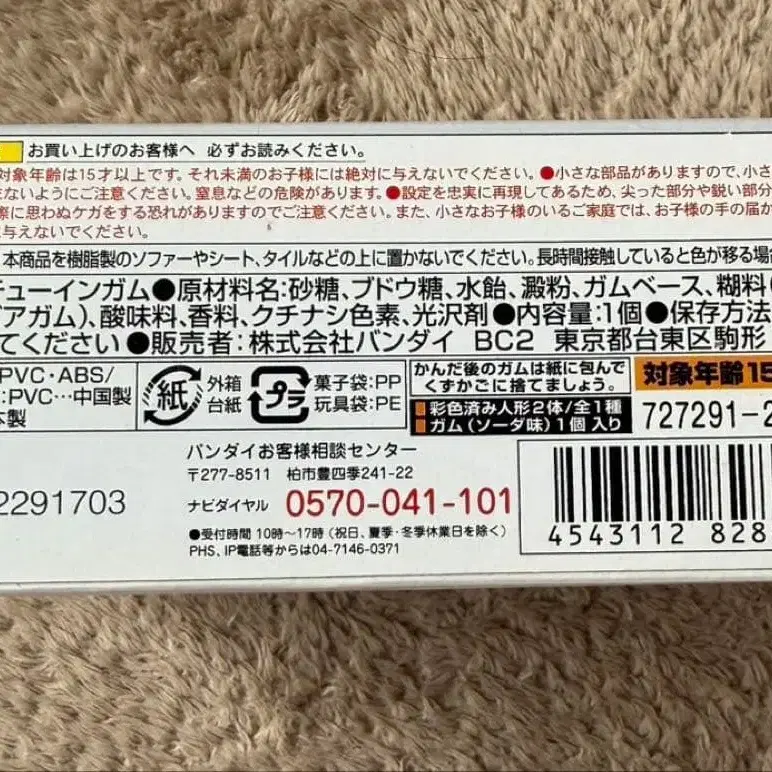 お買い上げのお客様へ 必ずお読みください。
対象年齢は15才以上です。それ未満のお子様には絶対に与えないでください。●小さな部品がありますので、小さ
ないようにご注意ください。窒息などの危険があります。●設定を忠実に再現してあるため、尖った部分や鋭い部分
際に思わぬケガをする恐れがありますのでご注意ください。また、小さなお子様のいるご家庭では、お子様の手の届か
与えないでください。
本商品を樹脂製のソファーやシート、タイルなどの上に置かないでください。長時間接触していると色が移る場合
チューインガム●原材料名:砂糖、ブドウ糖、水飴、澱粉、ガムベース、糊料(
アガム)、酸味料、香料、クチナシ色素、光沢剤●内容量:1個●保存方法
てください●販売者:株式会社バンダイ BC2 東京都台東区駒形
PVC・ABS/
:PVC…中国製
本製
紙
外箱
台紙
プラ
菓子袋:PP
玩具袋:PE
かんだ後のガムは紙に包んで
くずかごに捨てましょう。
■彩色済み人形2体/全1種
■ガム(ソーダ味)1個 入り
対象年齢15
727291-2
バンダイお客様相談センター
〒277-8511 柏市豊四季241-22
ナビダイヤル 0570-041-101
●受付時間 10時〜17時(祝日、夏季・冬季休業日を除く)
PHS、IP電話等からは04-7146-0371
2291703
4543112 828